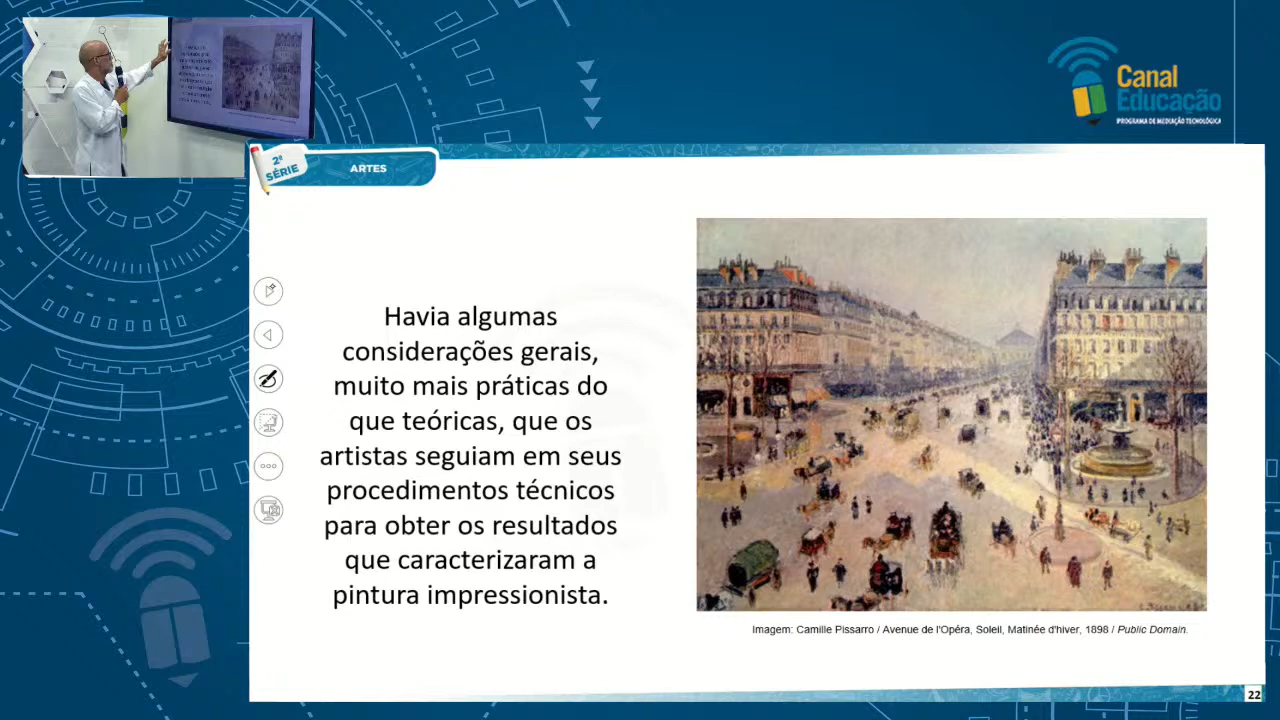 Canal
Educação
PROGRAMA DE MEDIAÇÃO TECNOLÓGICA
2ª
SÉRIE
ARTES
Havia algumas
considerações gerais,
muito mais práticas do
que teóricas, que os
artistas seguiam em seus
procedimentos técnicos
para obter os resultados
que caracterizaram a
pintura impressionista.
Imagem: Camille Pissarro / Avenue de l'Opéra, Soleil, Matinée d'hiver, 1898 / Public Domain.
22